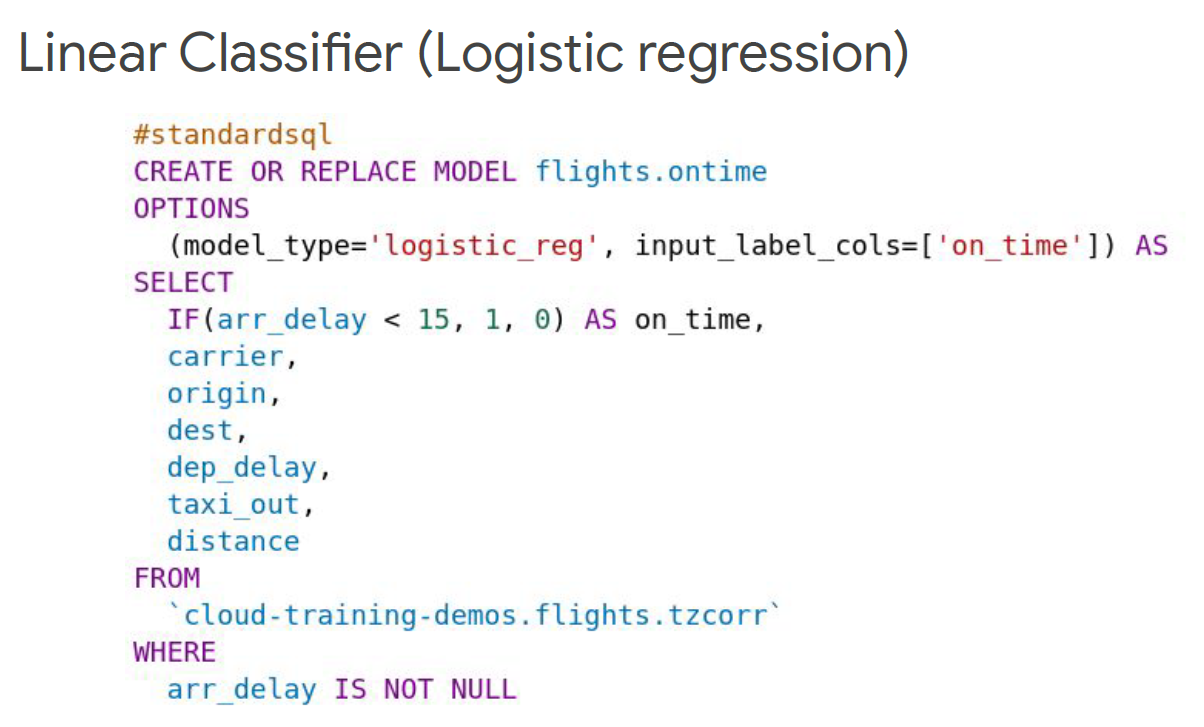 Linear Classifier (Logistic regression)
#standardsql
CREATE OR REPLACE MODEL flights.ontime
OPTIONS
(model_type='logistic_reg', input_label_cols=['on_time']) AS
SELECT
IF(arr_delay < 15, 1, 0) AS on_time,
carrier,
origin,
dest,
dep_delay,
taxi_out,
distance
FROM
`cloud-training-demos.flights.tzcorr`
WHERE
arr_delay IS NOT NULL